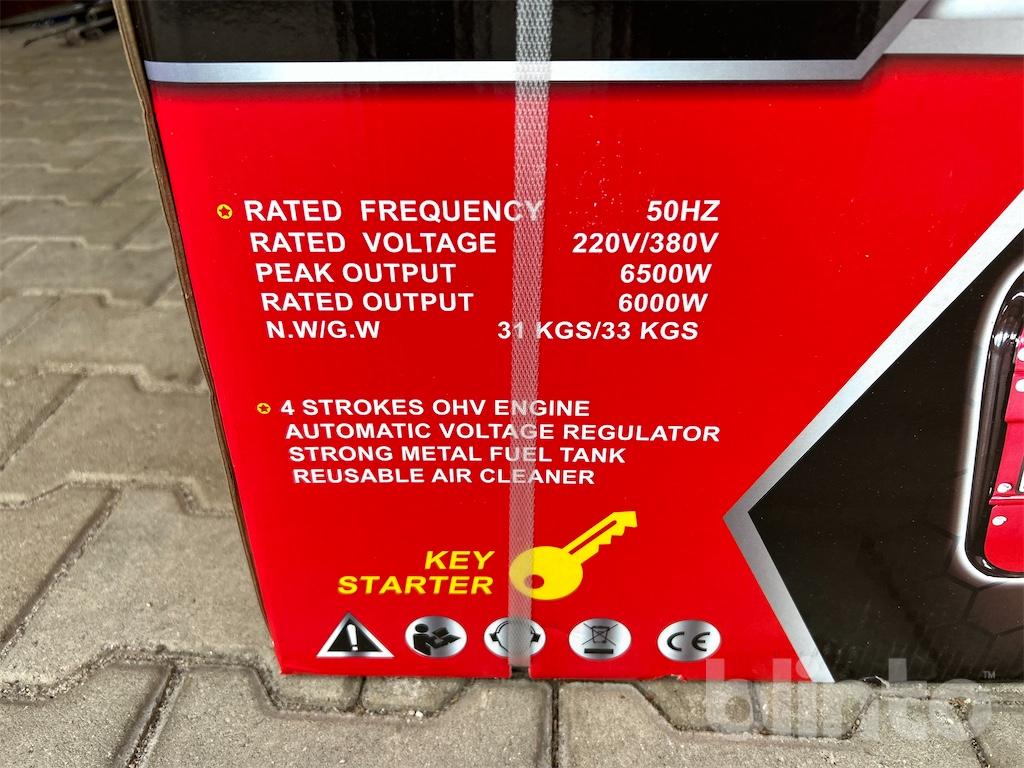 RATED FREQUENCY 50HZ
RATED VOLTAGE 220V/380V
PEAK OUTPUT 6500W
RATED OUTPUT 6000W
N.W/G.W 31 KGS/33 KGS
4 STROKES OHV ENGINE
AUTOMATIC VOLTAGE REGULATOR
STRONG METAL FUEL TANK
REUSABLE AIR CLEANER
KEY
STARTER
CE
blinto™